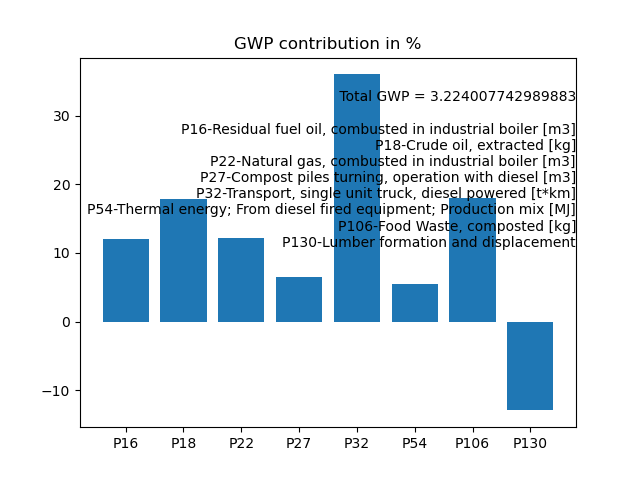 GWP contribution in %
Total GWP = 3.224007742989883
P16-Residual fuel oil, combusted in industrial boiler [m3]
P18-Crude oil, extracted [kg]
P22-Natural gas, combusted in industrial boiler [m3]
P27-Compost piles turning, operation with diesel [m3]
P32-Transport, single unit truck, diesel powered [t*km]
P54-Thermal energy; From diesel fired equipment; Production mix [MJ]
P106-Food Waste, composted [kg]
P130-Lumber formation and displacement
30
20
10
0
−10
P16 P18 P22 P27 P32 P54 P106 P130